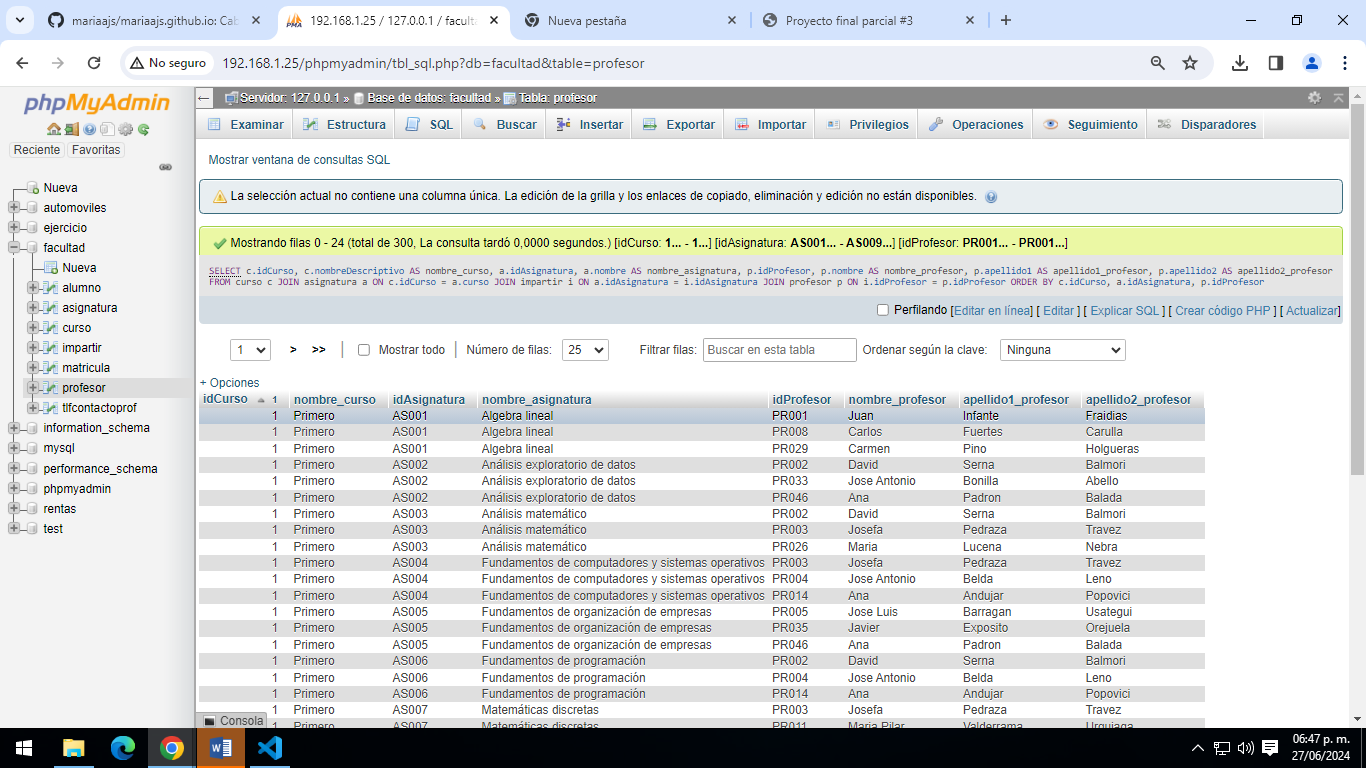 mariaajs/mariaajs.github.io: Cab
192.168.1.25 / 127.0.0.1 / faculta
Nueva pestaña
Proyecto final parcial #3
No seguro
192.168.1.25/phpmyadmin/tbl_sql.php?db=facultad&table=profesor
phpMyAdmin
Reciente Favoritas
Nueva
automoviles
ejercicio
facultad
Nueva
alumno
asignatura
curso
impartir
matricula
profesor
tlfcontactoprof
information_schema
mysql
performance_schema
phpmyadmin
rentas
test
Servidor: 127.0.0.1 » Base de datos: facultad » Tabla: profesor
Examinar Estructura SQL Buscar Insertar Exportar Importar Privilegios Operaciones Seguimiento Disparadores
Mostrar ventana de consultas SQL
La selección actual no contiene una columna única. La edición de la grilla y los enlaces de copiado, eliminación y edición no están disponibles.
Mostrando filas 0 - 24 (total de 300, La consulta tardó 0,0000 segundos.) [idCurso: 1... - 1...] [idAsignatura: AS001... - AS009...] [idProfesor: PR001... - PR001...]
SELECT c.idCurso, c.nombreDescriptivo AS nombre_curso, a.idAsignatura, a.nombre AS nombre_asignatura, p.idProfesor, p.nombre AS nombre_profesor, p.apellido1 AS apellido1_profesor, p.apellido2 AS apellido2_profesor
FROM curso c JOIN asignatura a ON c.idCurso = a.curso JOIN impartir i ON a.idAsignatura = i.idAsignatura JOIN profesor p ON i.idProfesor = p.idProfesor ORDER BY c.idCurso, a.idAsignatura, p.idProfesor
Perfilando [Editar en línea] [ Editar ] [ Explicar SQL ] [ Crear código PHP ] [ Actualizar]
1 > >> Mostrar todo Número de filas: 25 Filtrar filas: Buscar en esta tabla Ordenar según la clave: Ninguna
+ Opciones
idCurso 1 nombre_curso idAsignatura nombre_asignatura idProfesor nombre_profesor apellido1_profesor apellido2_profesor
1 Primero AS001 Algebra lineal PR001 Juan Infante Fraidias
1 Primero AS001 Algebra lineal PR008 Carlos Fuertes Carulla
1 Primero AS001 Algebra lineal PR029 Carmen Pino Holgueras
1 Primero AS002 Análisis exploratorio de datos PR002 David Serna Balmori
1 Primero AS002 Análisis exploratorio de datos PR033 Jose Antonio Bonilla Abello
1 Primero AS002 Análisis exploratorio de datos PR046 Ana Padron Balada
1 Primero AS003 Análisis matemático PR002 David Serna Balmori
1 Primero AS003 Análisis matemático PR003 Josefa Pedraza Travez
1 Primero AS003 Análisis matemático PR026 Maria Lucena Nebra
1 Primero AS004 Fundamentos de computadores y sistemas operativos PR003 Josefa Pedraza Travez
1 Primero AS004 Fundamentos de computadores y sistemas operativos PR004 Jose Antonio Belda Leno
1 Primero AS004 Fundamentos de computadores y sistemas operativos PR014 Ana Andujar Popovici
1 Primero AS005 Fundamentos de organización de empresas PR005 Jose Luis Barragan Usategui
1 Primero AS005 Fundamentos de organización de empresas PR035 Javier Exposito Orejuela
1 Primero AS005 Fundamentos de organización de empresas PR046 Ana Padron Balada
1 Primero AS006 Fundamentos de programación PR002 David Serna Balmori
1 Primero AS006 Fundamentos de programación PR004 Jose Antonio Belda Leno
1 Primero AS006 Fundamentos de programación PR014 Ana Andujar Popovici
1 Primero AS007 Matemáticas discretas PR003 Josefa Pedraza Travez
1 Primero AS007 Matemáticas discretas PR011 Maria Pilar Valderrama Urquiaga
Consola
06:47 p. m.
27/06/2024